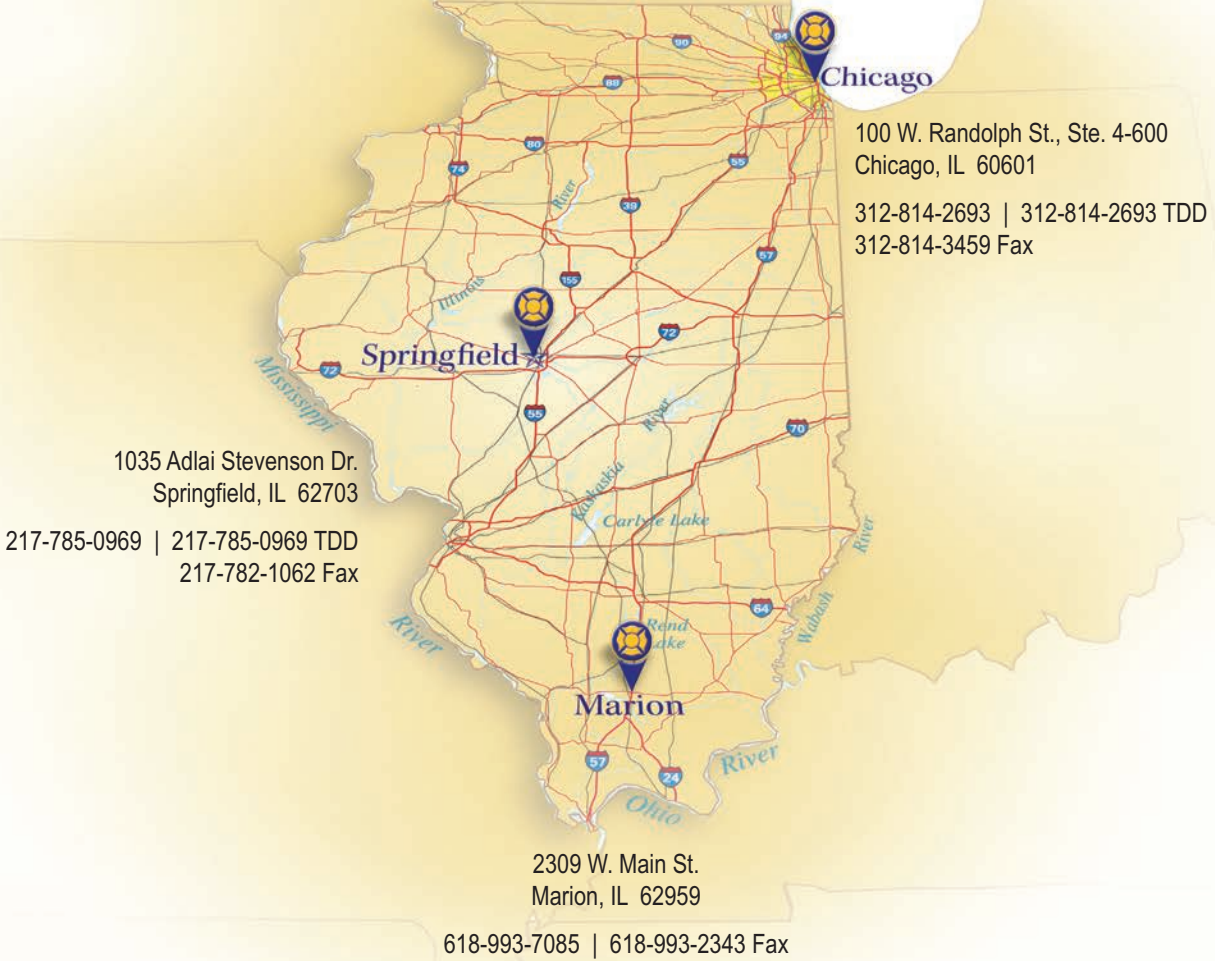 90
94
Chicago
88
100 W. Randolph St., Ste. 4-600
Chicago, IL 60601
312-814-2693 | 312-814-2693 TDD
312-814-3459 Fax
80
74
55
River
39
57
155
Illinois
72
Springfield
72
Mississippi
55
River
70
1035 Adlai Stevenson Dr.
Springfield, IL 62703
217-785-0969 | 217-785-0969 TDD
217-782-1062 Fax
Kaskaskia
Carlyle Lake
River
Wabash
64
River
Rend
Lake
Marion
57
24
River
Ohio
2309 W. Main St.
Marion, IL 62959
618-993-7085 | 618-993-2343 Fax